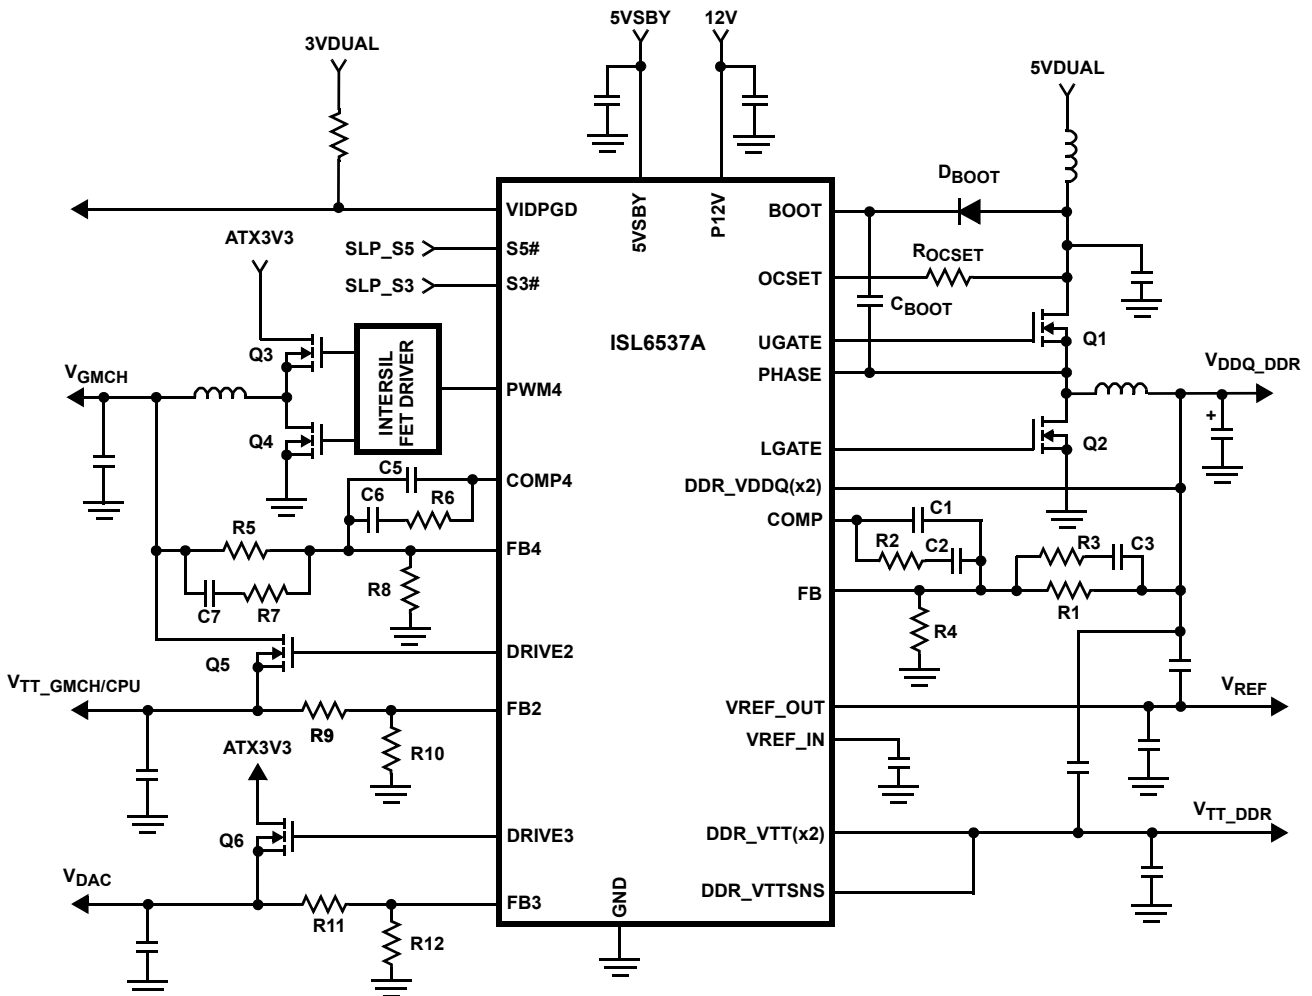 5VSBY
12V
3VDUAL
5VDUAL
DBOOT
VIDPGD
5VSBY
P12V
BOOT
ATX3V3
SLP_S5
S5#
ROCSET
OCSET
SLP_S3
S3#
CBOOT
ISL6537A
Q3
UGATE
Q1
VGMCH
INTERSIL
FET DRIVER
PWM4
PHASE
VDDQ_DDR
+
Q4
LGATE
Q2
C5
COMP4
DDR_VDDQ(x2)
C6
R6
COMP
C1
R5
FB4
R2
C2
R3
C3
C7
R7
R8
FB
R1
R4
Q5
DRIVE2
VTT_GMCH/CPU
FB2
VREF_OUT
VREF
R9
R10
VREF_IN
ATX3V3
Q6
DRIVE3
DDR_VTT(x2)
VTT_DDR
VDAC
FB3
GND
DDR_VTTSNS
R11
R12